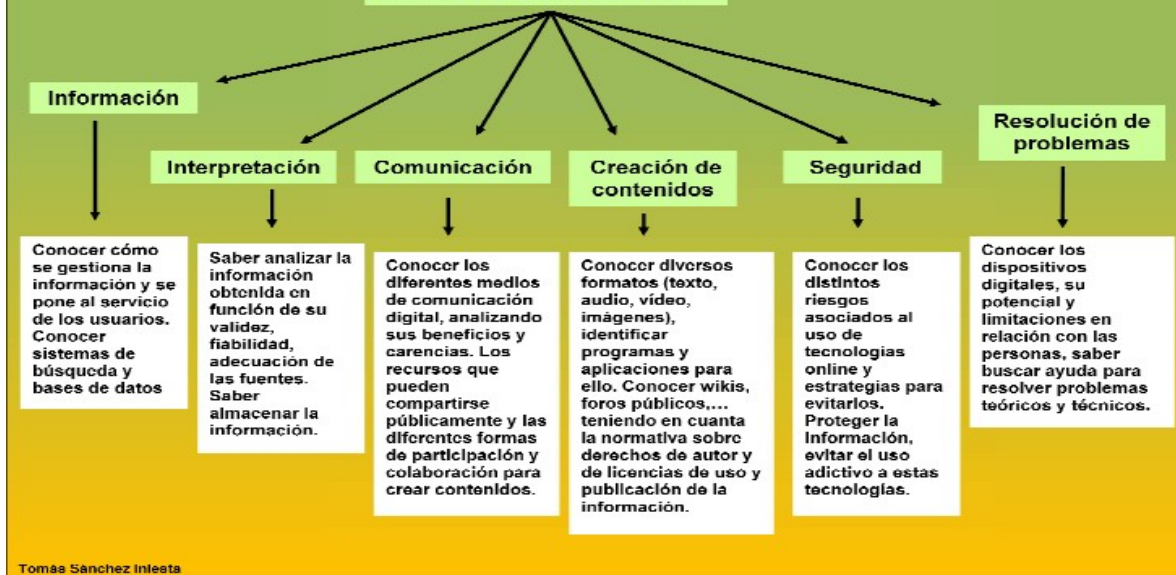 Información
Interpretación
Comunicación
Creación de
contenidos
Seguridad
Resolución de
problemas
Conocer cómo
se gestiona la
información y se
pone al servicio
de los usuarios.
Conocer
sistemas de
búsqueda y
bases de datos
Saber analizar la
información
obtenida en
función de su
validez,
fiabilidad,
adecuación de
las fuentes.
Saber
almacenar la
información.
Conocer los
diferentes medios
de comunicación
digital, analizando
sus beneficios y
carencias. Los
recursos que
pueden
compartirse
públicamente y las
diferentes formas
de participación y
colaboración para
crear contenidos.
Conocer diversos
formatos (texto,
audio, vídeo,
imágenes),
identificar
programas y
aplicaciones para
ello. Conocer wikis,
foros públicos,...
teniendo en cuanta
la normativa sobre
derechos de autor y
de licencias de uso y
publicación de la
información.
Conocer los
distintos
riesgos
asociados al
uso de
tecnologías
online y
estrategias para
evitarlos.
Proteger la
información,
evitar el uso
adictivo a estas
tecnologías.
Conocer los
dispositivos
digitales, su
potencial y
limitaciones en
relación con las
personas, saber
buscar ayuda para
resolver problemas
teóricos y técnicos.
Tomás Sánchez Iniesta